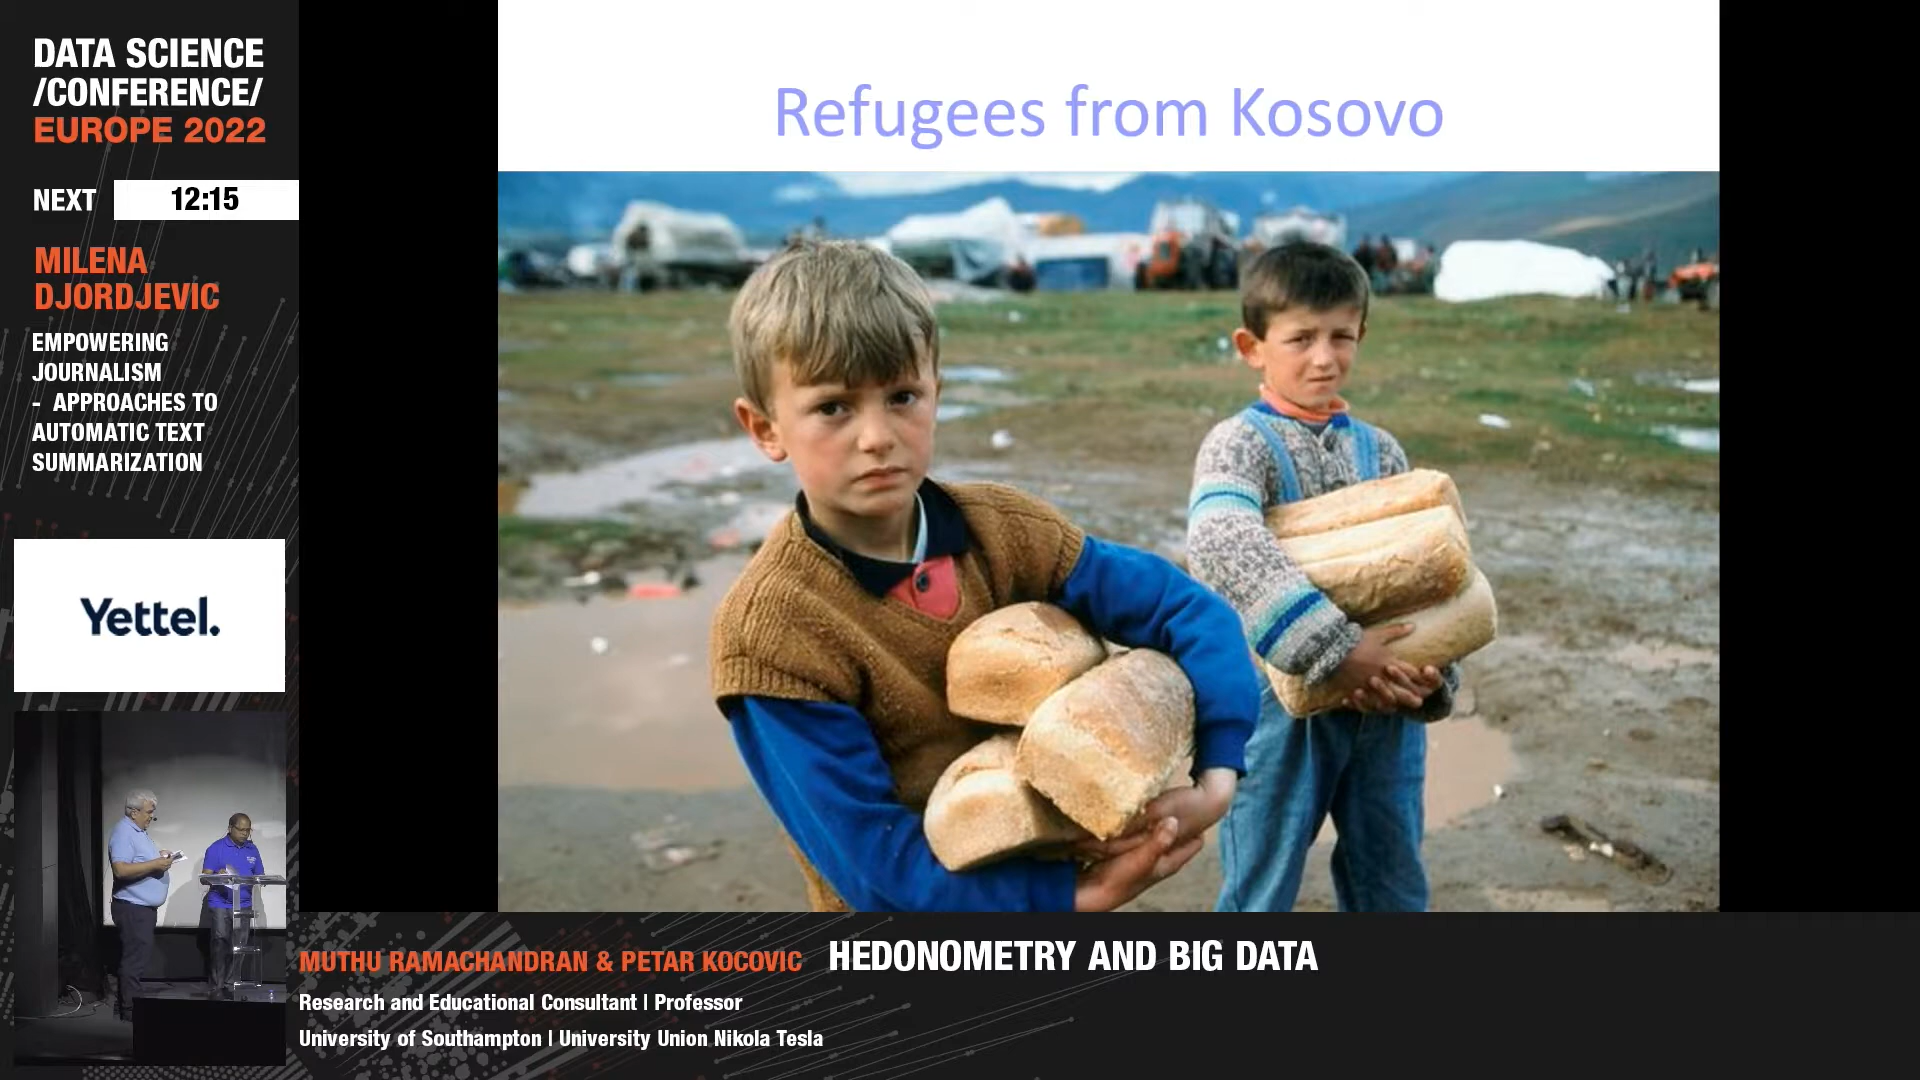 DATA SCIENCE
/CONFERENCE/
EUROPE 2022
NEXT 12:15
MILENA
DJORDJEVIC
EMPOWERING
JOURNALISM
- APPROACHES TO
AUTOMATIC TEXT
SUMMARIZATION
Yettel.
Refugees from Kosovo
MUTHU RAMACHANDRAN & PETAR KOCOVIC HEDONOMETRY AND BIG DATA
Research and Educational Consultant | Professor
University of Southampton | University Union Nikola Tesla